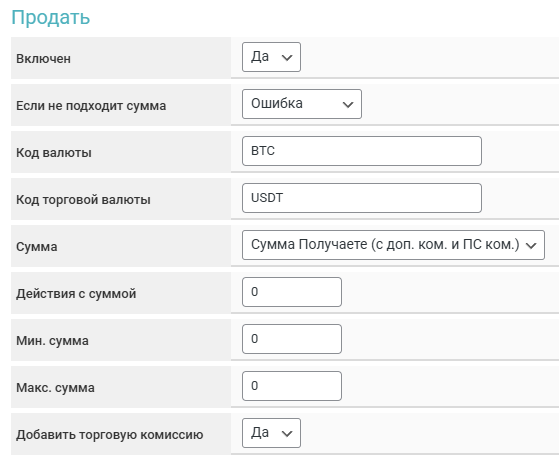 Продать
Включен Да
Если не подходит сумма Ошибка
Код валюты BTC
Код торговой валюты USDT
Сумма Сумма Получаете (с доп. ком. и ПС ком.)
Действия с суммой 0
Мин. сумма 0
Макс. сумма 0
Добавить торговую комиссию Да